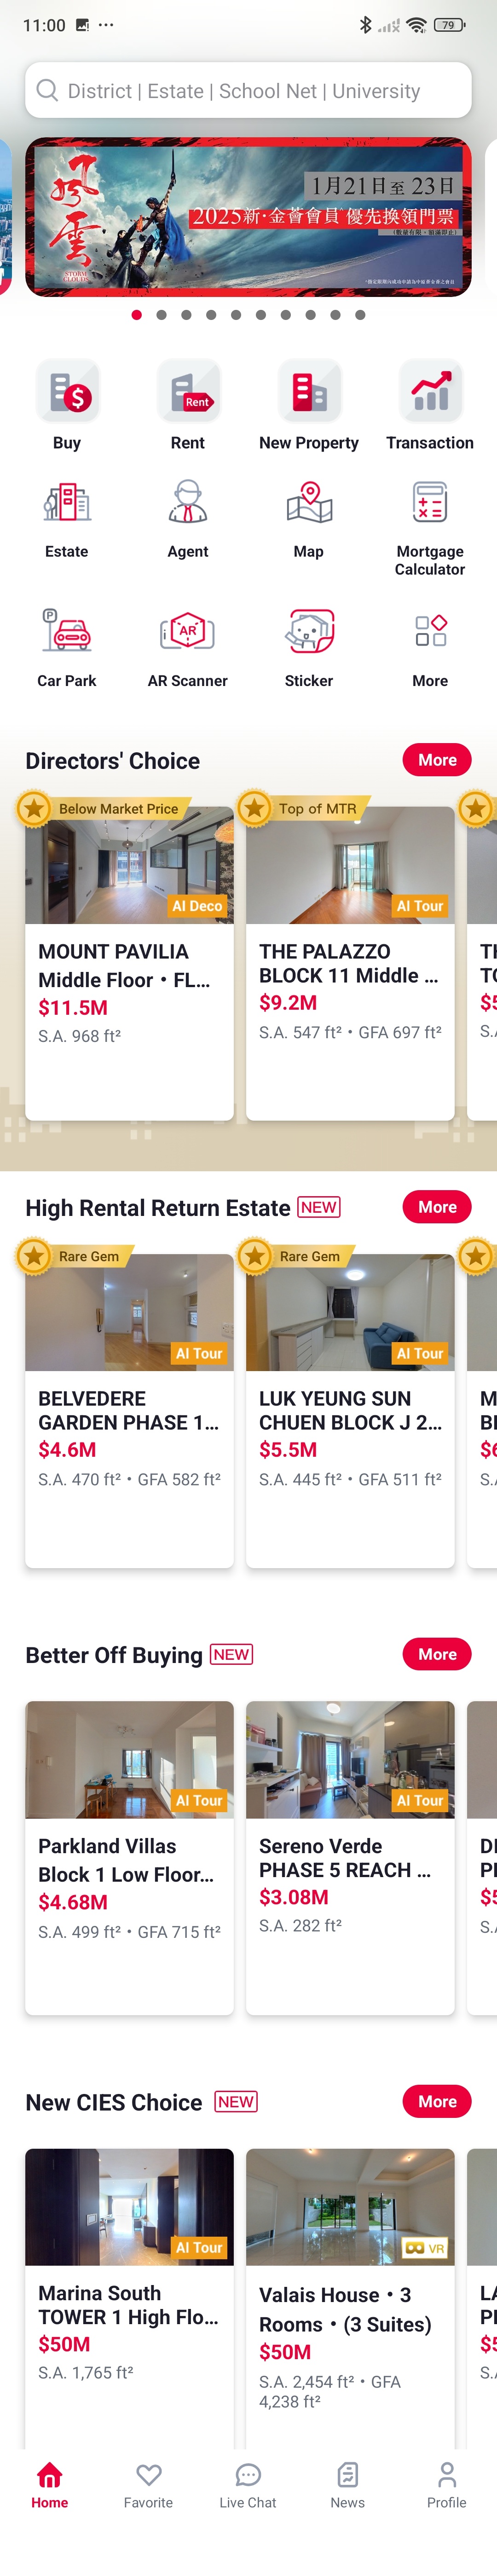 11:00
79
District | Estate | School Net | University
風雲
STORM CLOUDS
1月21日至 23日
2025新·金薈會員 優先換領門票
(數量有限・額滿即止)
Buy
Rent
Rent
New Property
Transaction
Estate
Agent
Map
Mortgage
Calculator
P
AR
Car Park
AR Scanner
Sticker
More
Directors' Choice
More
Below Market Price
Top of MTR
AI Deco
AI Tour
MOUNT PAVILIA
Middle Floor・FL...
$11.5M
S.A. 968 ft²
THE PALAZZO
BLOCK 11 Middle ...
$9.2M
S.A. 547 ft²・GFA 697 ft²
High Rental Return Estate NEW
More
Rare Gem
Rare Gem
AI Tour
AI Tour
BELVEDERE
GARDEN PHASE 1...
$4.6M
S.A. 470 ft²・GFA 582 ft²
LUK YEUNG SUN
CHUEN BLOCK J 2...
$5.5M
S.A. 445 ft²・GFA 511 ft²
Better Off Buying NEW
More
AI Tour
AI Tour
Parkland Villas
Block 1 Low Floor...
$4.68M
S.A. 499 ft²・GFA 715 ft²
Sereno Verde
PHASE 5 REACH ...
$3.08M
S.A. 282 ft²
New CIES Choice NEW
More
AI Tour
VR
Marina South
TOWER 1 High Flo...
$50M
S.A. 1,765 ft²
Valais House・3
Rooms・(3 Suites)
$50M
S.A. 2,454 ft²・GFA
4,238 ft²
Home
Favorite
Live Chat
News
Profile